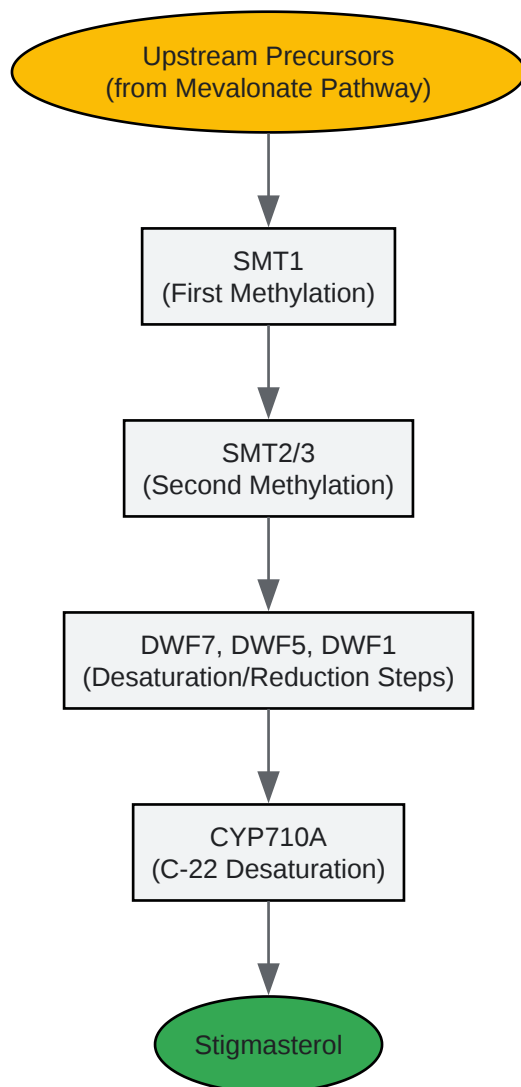 Upstream Precursors
(from Mevalonate Pathway)
SMT1
(First Methylation)
SMT2/3
(Second Methylation)
DWF7, DWF5, DWF1
(Desaturation/Reduction Steps)
CYP710A
(C-22 Desaturation)
Stigmasterol